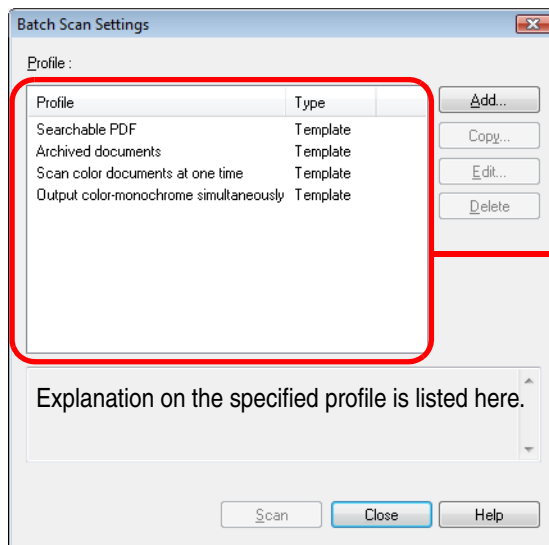 Batch Scan Settings
Profile :
Profile Type
Searchable PDF Template
Archived documents Template
Scan color documents at one time Template
Output color-monochrome simultaneously Template
Add...
Copy...
Edit...
Delete
Explanation on the specified profile is listed here.
Scan Close Help